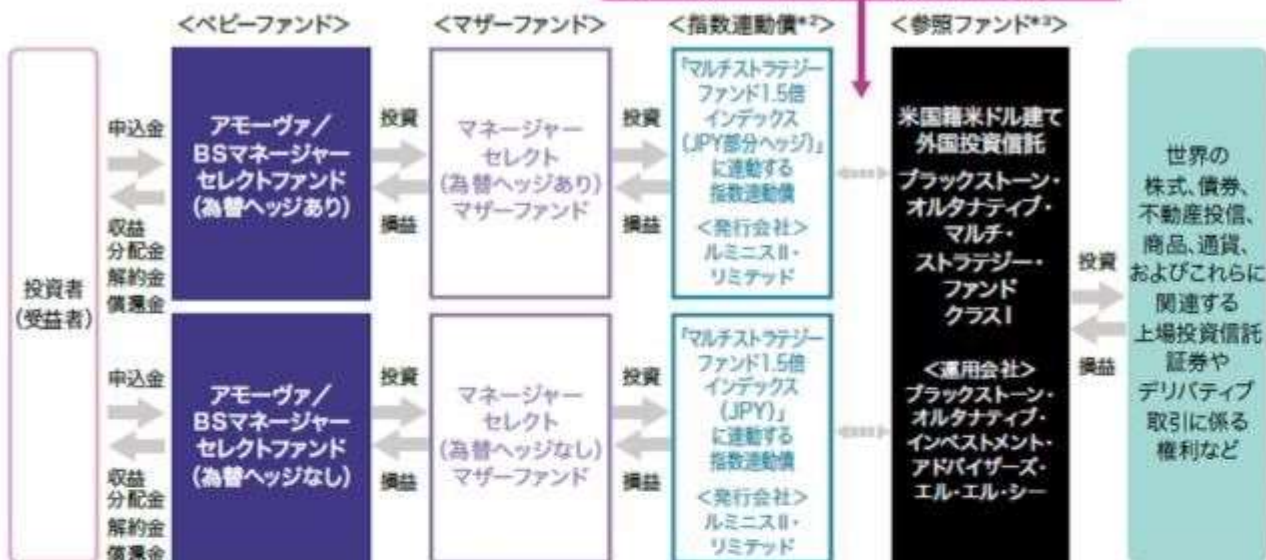 <ベビーファンド>
<マザーファンド>
<指数連動債*2>
<参照ファンド*3>
投資者
(受益者)
申込金
収益
分配金
解約金
償還金
アモーヴァ/
BSマネージャー
セレクトファンド
(為替ヘッジあり)
投資
損益
マネージャー
セレクト
(為替ヘッジあり)
マザーファンド
投資
損益
「マルチストラテジー
ファンド1.5倍
インデックス
(JPY部分ヘッジ)」
に連動する
指数連動債
<発行会社>
ルミニスⅡ・
リミテッド
申込金
収益
分配金
解約金
償還金
アモーヴァ/
BSマネージャー
セレクトファンド
(為替ヘッジなし)
投資
損益
マネージャー
セレクト
(為替ヘッジなし)
マザーファンド
投資
損益
「マルチストラテジー
ファンド1.5倍
インデックス
(JPY)」
に連動する
指数連動債
<発行会社>
ルミニスⅡ・
リミテッド
米国籍米ドル建て
外国投資信託
ブラックストーン・
オルタナティブ・
マルチ・
ストラテジー・
ファンド
クラスI
<運用会社>
ブラックストーン・
オルタナティブ・
インベストメント・
アドバイザーズ・
エル・エル・シー
投資
損益
世界の
株式、債券、
不動産投信、
商品、通貨、
およびこれらに
関連する
上場投資信託
証券や
デリバティブ
取引に係る
権利など